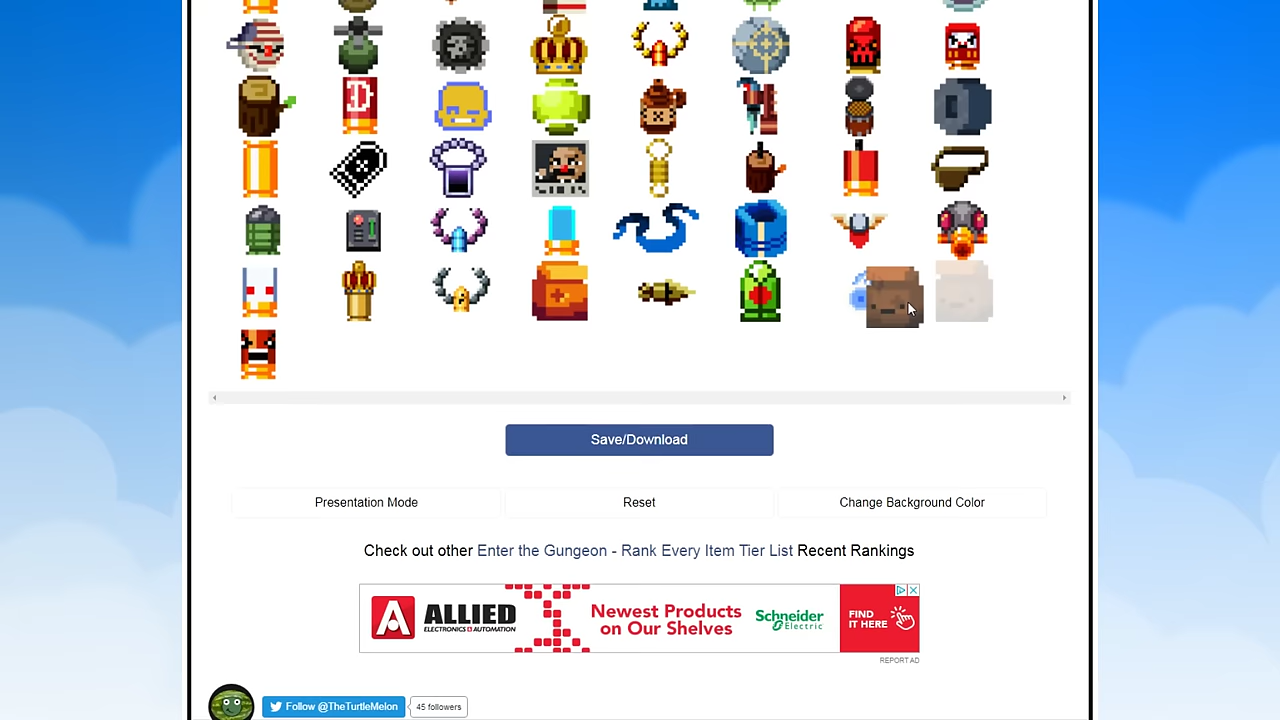 Save/Download
Presentation Mode
Reset
Change Background Color
Check out other Enter the Gungeon - Rank Every Item Tier List Recent Rankings
A ALLIED
ELECTRONICS & AUTOMATION
Newest Products
on Our Shelves
Schneider
Electric
FIND
IT HERE
REPORT AD
Follow @TheTurtleMelon
45 followers